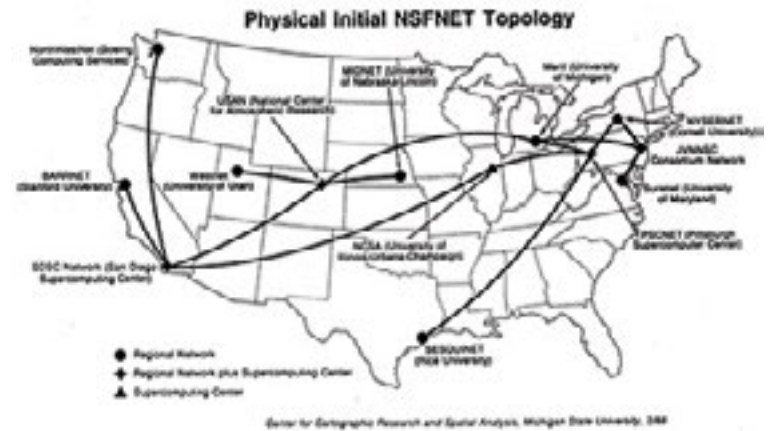 Physical Initial NSFNET Topology
NorthWestNet (Boeing
Computing Services)
MIDNET (University
of Nebraska-Lincoln)
Merit (University
of Michigan)
USAN (National Center
for Atmospheric Research)
NYSERNET
(Cornell University)
JVNNSC
Consortium Network
BARRNET
(Stanford University)
Westnet
(University of Utah)
Suranet (University
of Maryland)
PSCNET (Pittsburgh
Supercomputer Center)
NCSA (University of
Illinois/Urbana-Champaign)
SDSC Network (San Diego
Supercomputing Center)
SESQUINET
(Rice University)
Regional Network
Regional Network plus Supercomputing Center
Supercomputing Center
Center for Cartographic Research and Spatial Analysis, Michigan State University,